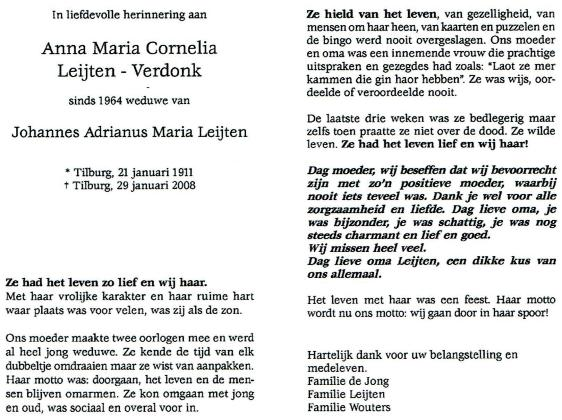 In liefdevolle herinnering aan
Anna Maria Cornelia
Leijten - Verdonk
sinds 1964 weduwe van
Johannes Adrianus Maria Leijten
* Tilburg, 21 januari 1911
† Tilburg, 29 januari 2008
Ze had het leven zo lief en wij haar.
Met haar vrolijke karakter en haar ruime hart
waar plaats was voor velen, was zij als de zon.
Ons moeder maakte twee oorlogen mee en werd
al heel jong weduwe. Ze kende de tijd van elk
dubbeltje omdraaien maar ze wist van aanpakken.
Haar motto was: doorgaan, het leven en de men-
sen blijven omarmen. Ze kon omgaan met jong
en oud, was sociaal en overal voor in.
Ze hield van het leven, van gezelligheid, van
mensen om haar heen, van kaarten en puzzelen en
de bingo werd nooit overgeslagen. Ons moeder
en oma was een innemende vrouw die prachtige
uitspraken en gezegdes had zoals: "Laot ze mer
kammen die gin haor hebben". Ze was wijs, oor-
deelde of veroordeelde nooit.
De laatste drie weken was ze bedlegerig maar
zelfs toen praatte ze niet over de dood. Ze wilde
leven. Ze had het leven lief en wij haar!
Dag moeder, wij beseffen dat wij bevoorrecht
zijn met zo'n positieve moeder, waarbij
nooit iets teveel was. Dank je wel voor alle
zorgzaamheid en liefde. Dag lieve oma, je
was bijzonder, je was schattig, je was nog
steeds charmant en lief en goed.
Wij missen heel veel.
Dag lieve oma Leijten, een dikke kus van
ons allemaal.
Het leven met haar was een feest. Haar motto
wordt nu ons motto: wij gaan door in haar spoor!
Hartelijk dank voor uw belangstelling en
medeleven.
Familie de Jong
Familie Leijten
Familie Wouters